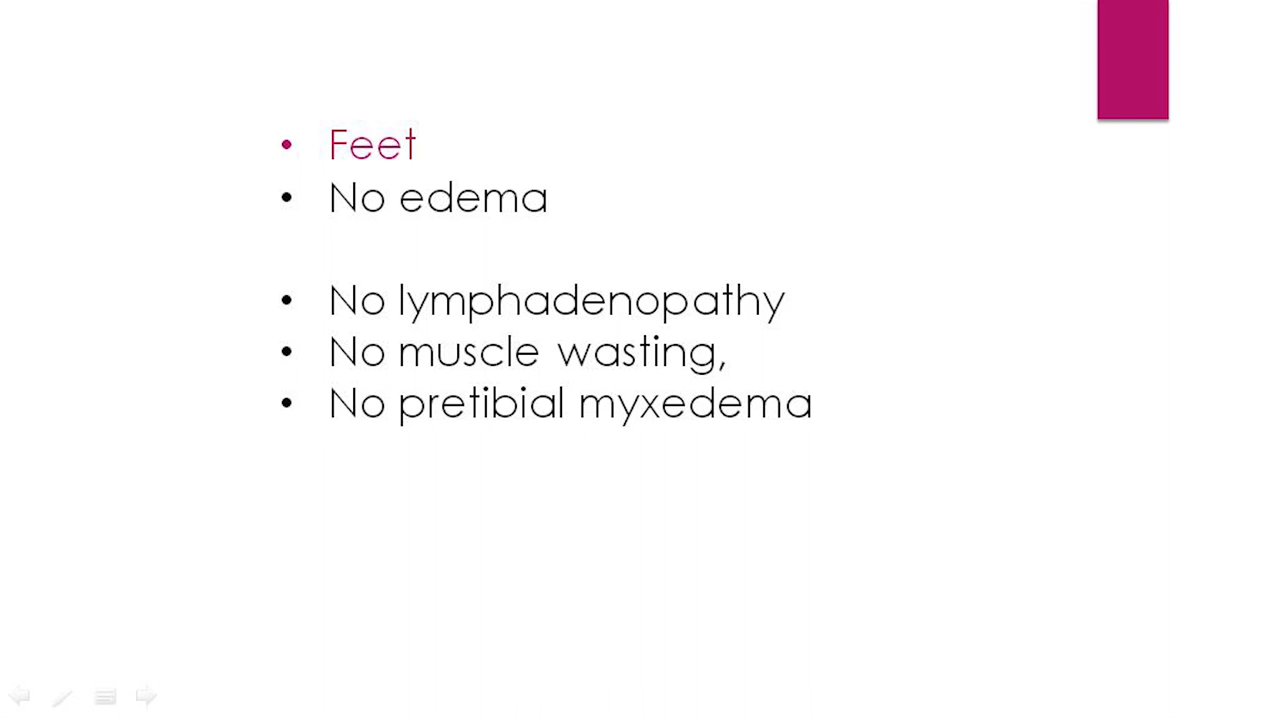 • Feet
• No edema
• No lymphadenopathy
• No muscle wasting,
• No pretibial myxedema